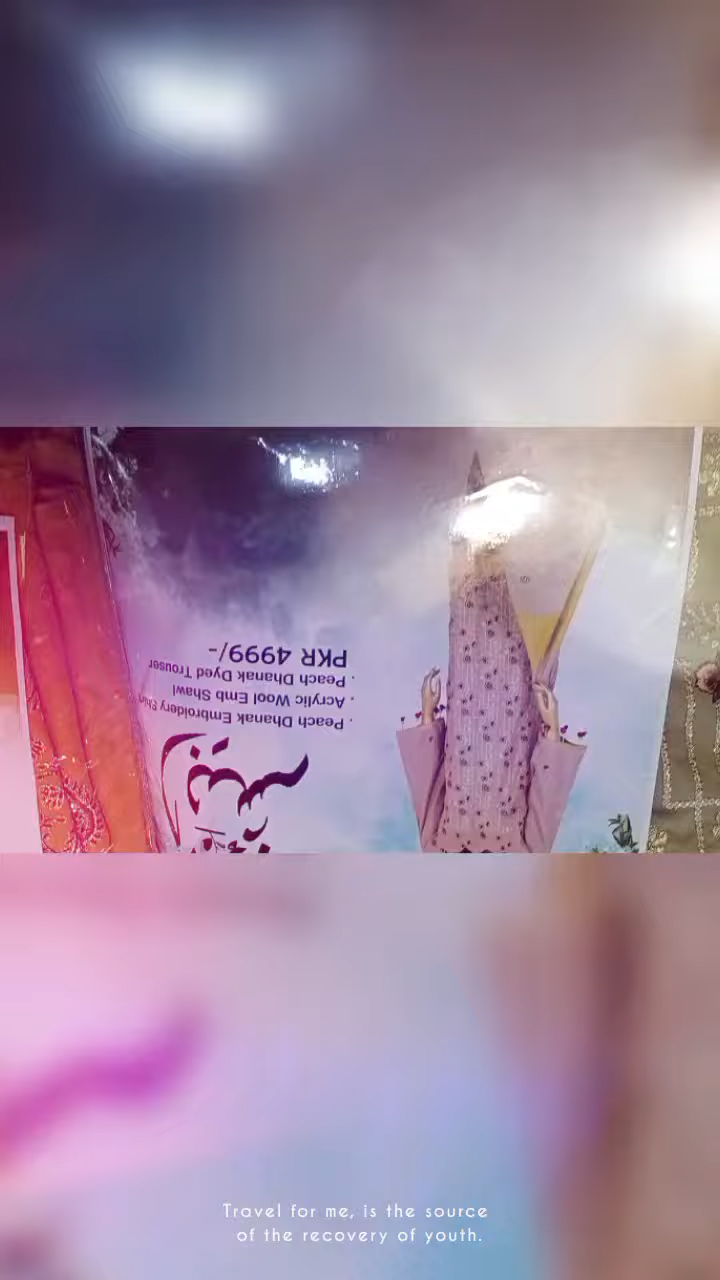 . Peach Dhanak Embroidery Shirt
. Acrylic Wool Emb Shawl
. Peach Dhanak Dyed Trouser
PKR 4999/-
Travel for me, is the source
of the recovery of youth.